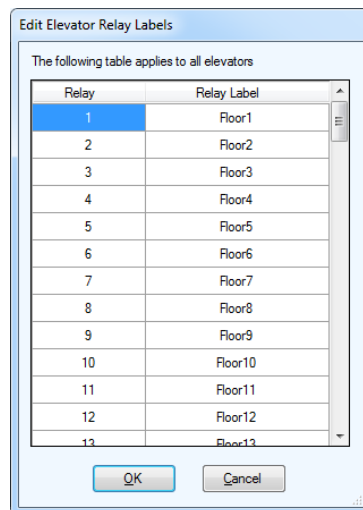 Edit Elevator Relay Labels
The following table applies to all elevators
Relay Relay Label
1 Floor1
2 Floor2
3 Floor3
4 Floor4
5 Floor5
6 Floor6
7 Floor7
8 Floor8
9 Floor9
10 Floor10
11 Floor11
12 Floor12
13 Floor13
OK Cancel